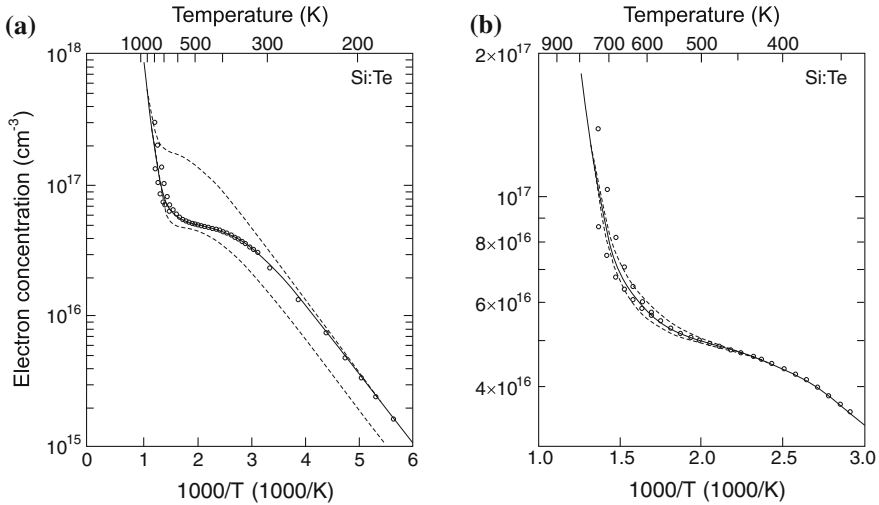 (a)
Temperature (K)
1000 500 300 200
10^18
Si:Te
10^17
10^16
10^15
Electron concentration (cm^-3)
0 1 2 3 4 5 6
1000/T (1000/K)
(b)
Temperature (K)
900 700 600 500 400
2×10^17
Si:Te
10^17
8×10^16
6×10^16
4×10^16
1.0 1.5 2.0 2.5 3.0
1000/T (1000/K)